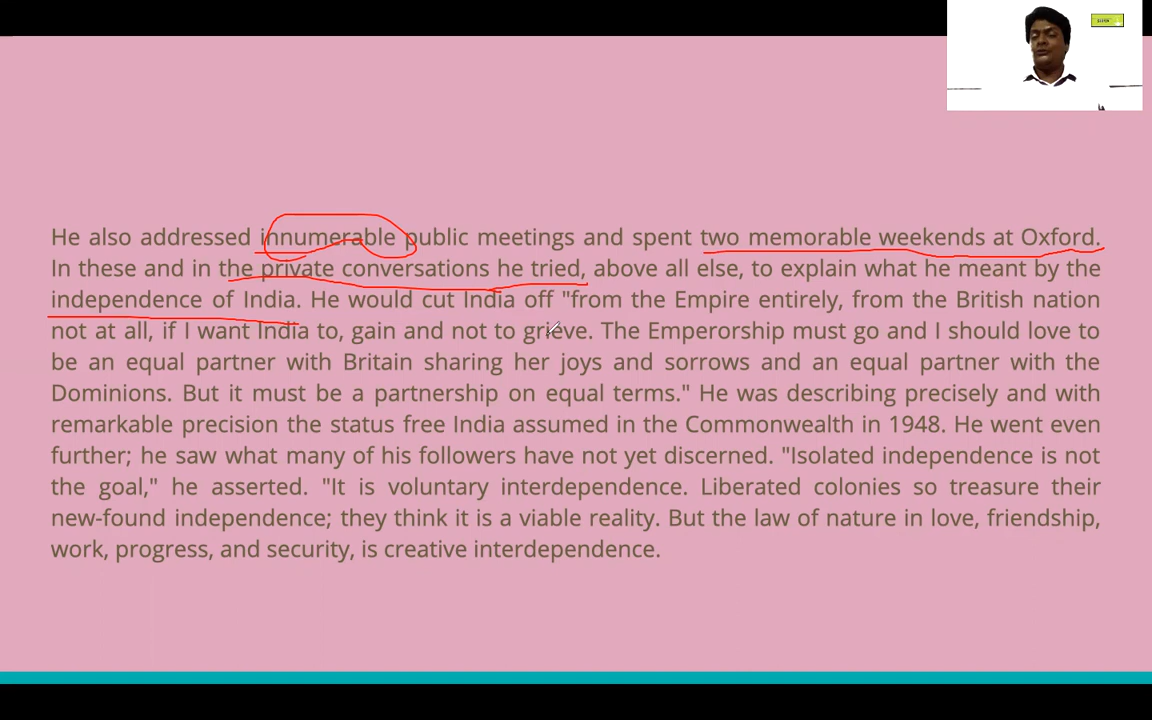 He also addressed innumerable public meetings and spent two memorable weekends at Oxford.
In these and in the private conversations he tried, above all else, to explain what he meant by the
independence of India. He would cut India off "from the Empire entirely, from the British nation
not at all, if I want India to, gain and not to grieve. The Emperorship must go and I should love to
be an equal partner with Britain sharing her joys and sorrows and an equal partner with the
Dominions. But it must be a partnership on equal terms." He was describing precisely and with
remarkable precision the status free India assumed in the Commonwealth in 1948. He went even
further; he saw what many of his followers have not yet discerned. "Isolated independence is not
the goal," he asserted. "It is voluntary interdependence. Liberated colonies so treasure their
new-found independence; they think it is a viable reality. But the law of nature in love, friendship,
work, progress, and security, is creative interdependence.